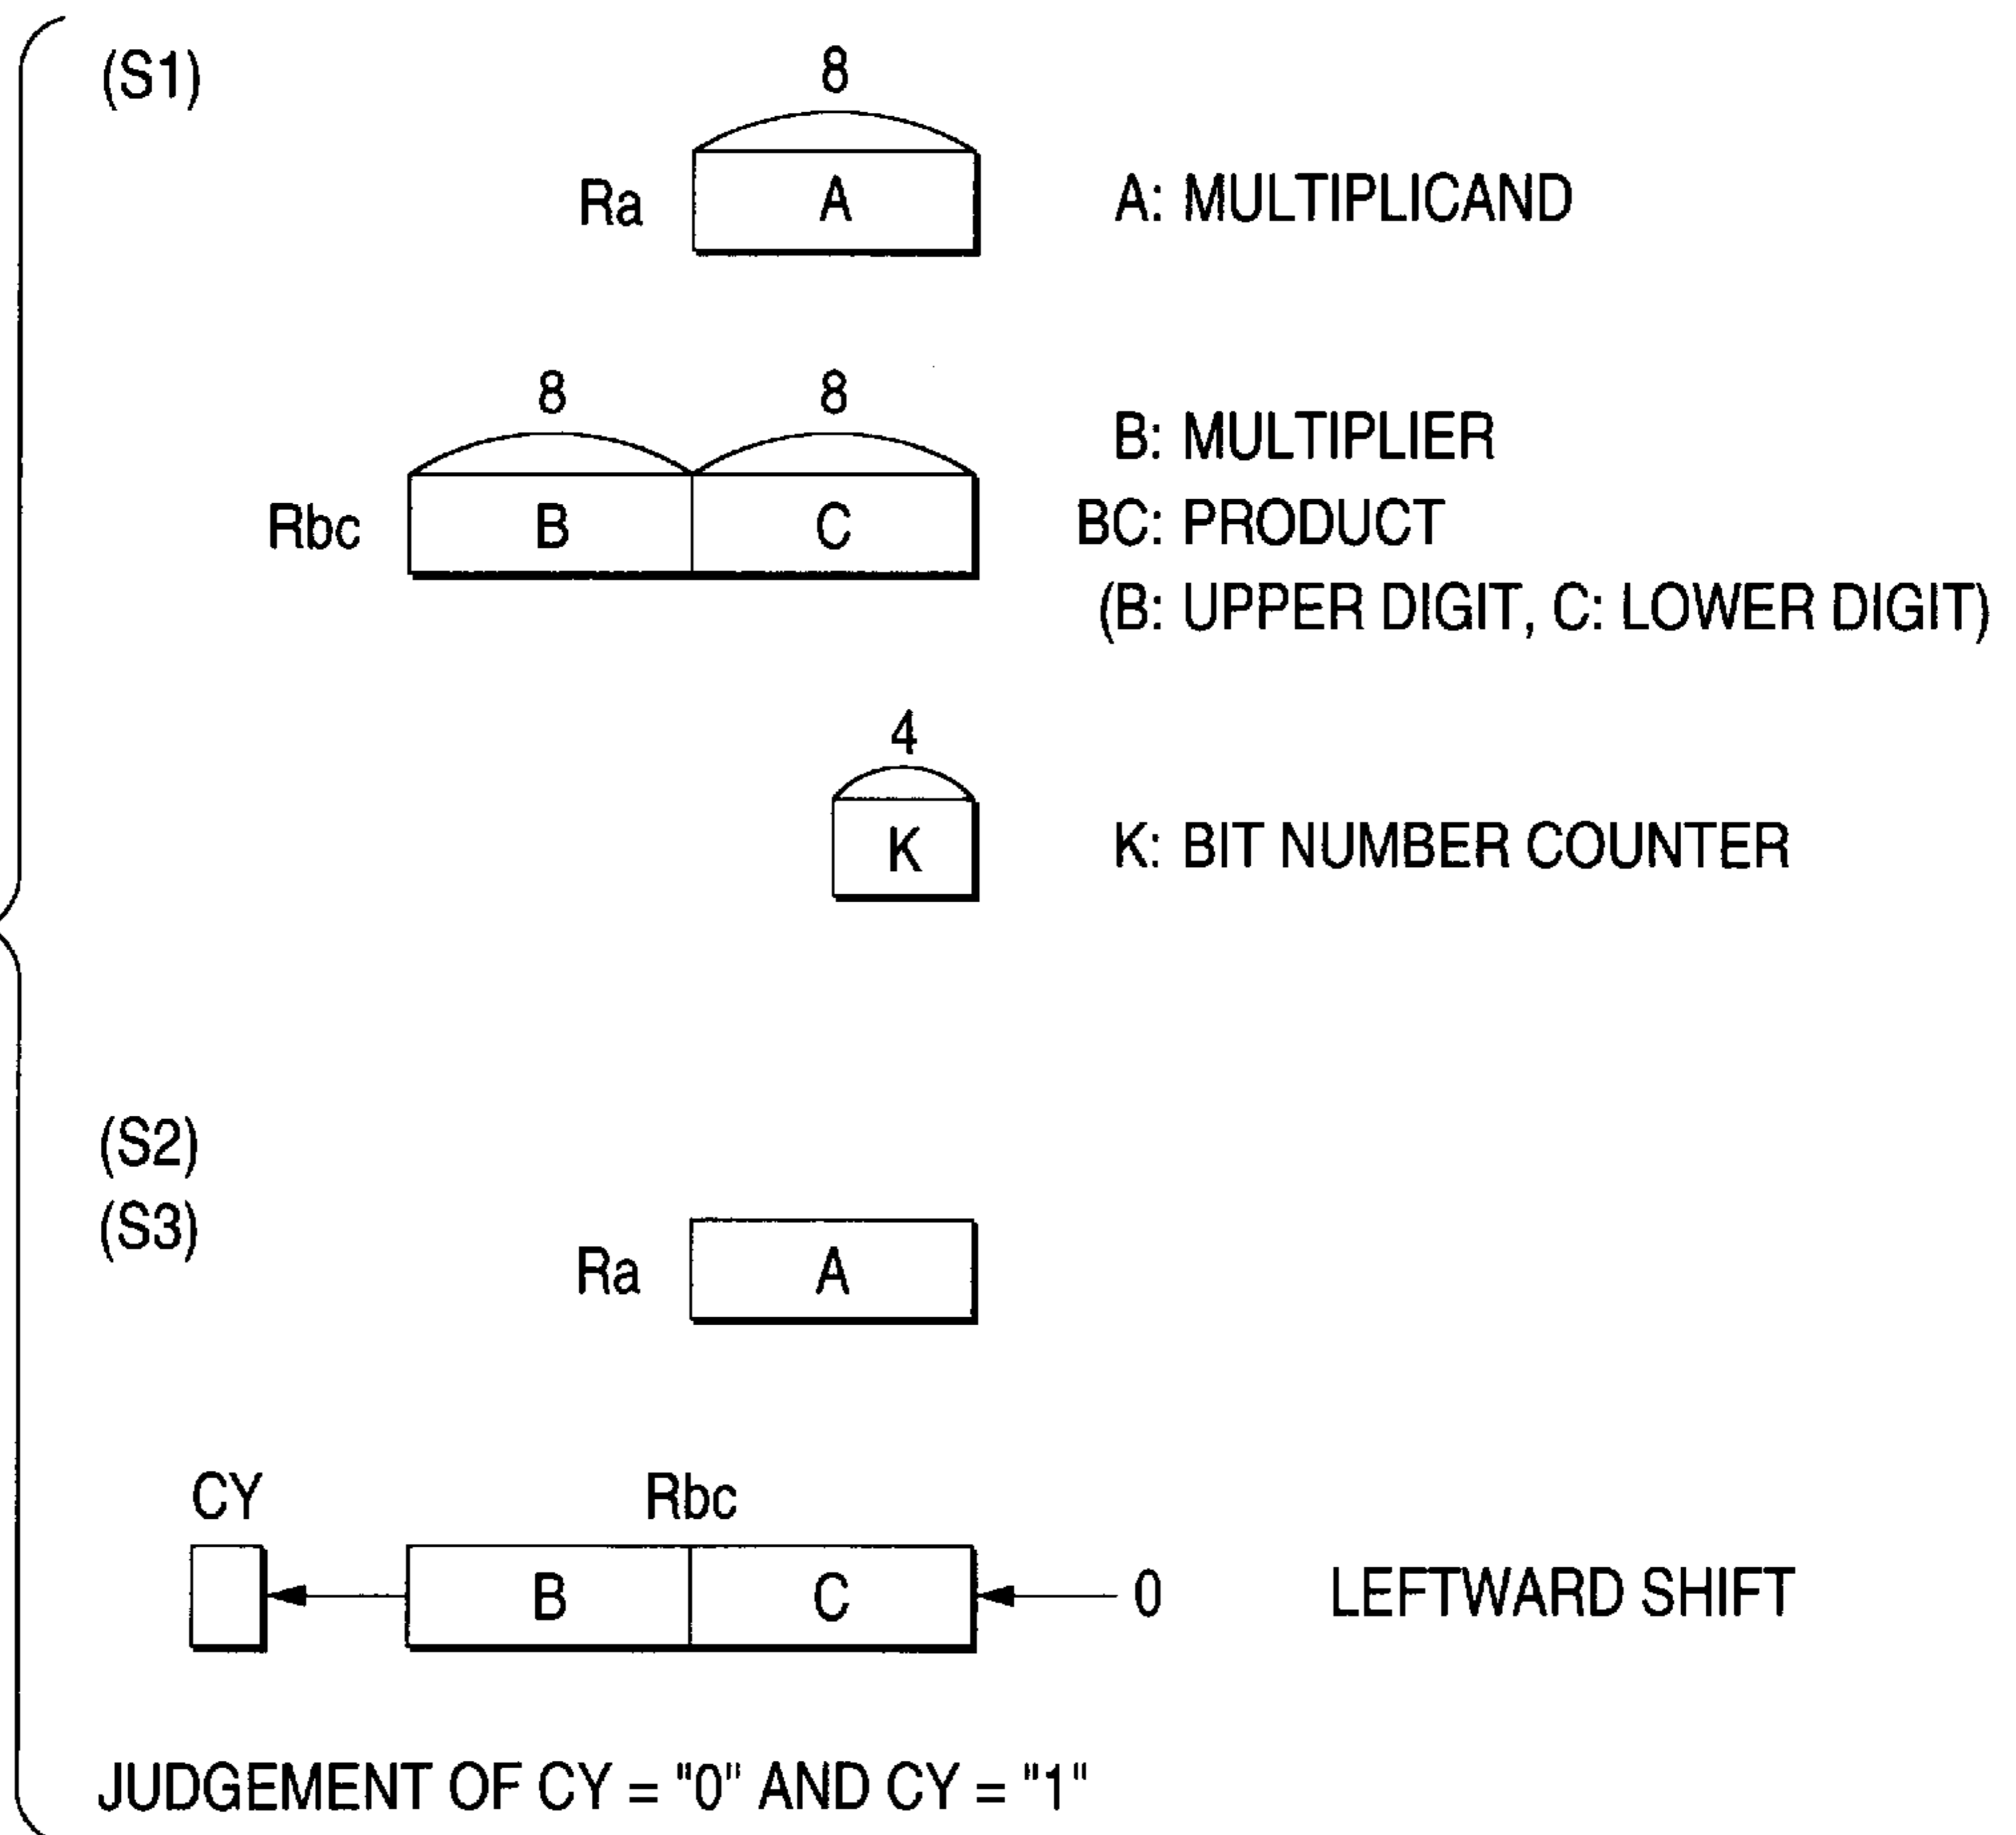 (S1)
8
Ra A A: MULTIPLICAND
8 8
B: MULTIPLIER
Rbc B C BC: PRODUCT
(B: UPPER DIGIT, C: LOWER DIGIT)
4
K K: BIT NUMBER COUNTER
(S2)
(S3)
Ra A
CY Rbc
B C 0 LEFTWARD SHIFT
JUDGEMENT OF CY = "0" AND CY = "1"